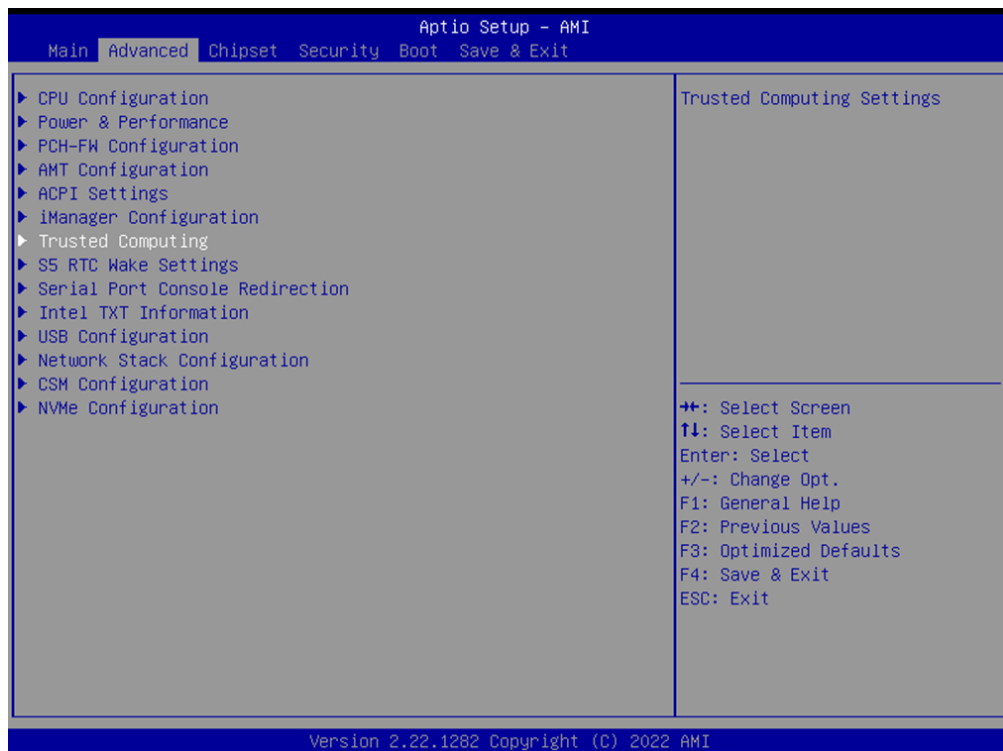 Aptio Setup – AMI
Main Advanced Chipset Security Boot Save & Exit
▶ CPU Configuration
▶ Power & Performance
▶ PCH-FW Configuration
▶ AMT Configuration
▶ ACPI Settings
▶ iManager Configuration
▶ Trusted Computing
▶ S5 RTC Wake Settings
▶ Serial Port Console Redirection
▶ Intel TXT Information
▶ USB Configuration
▶ Network Stack Configuration
▶ CSM Configuration
▶ NVMe Configuration
Trusted Computing Settings
→←: Select Screen
↑↓: Select Item
Enter: Select
+/-: Change Opt.
F1: General Help
F2: Previous Values
F3: Optimized Defaults
F4: Save & Exit
ESC: Exit
Version 2.22.1282 Copyright (C) 2022 AMI